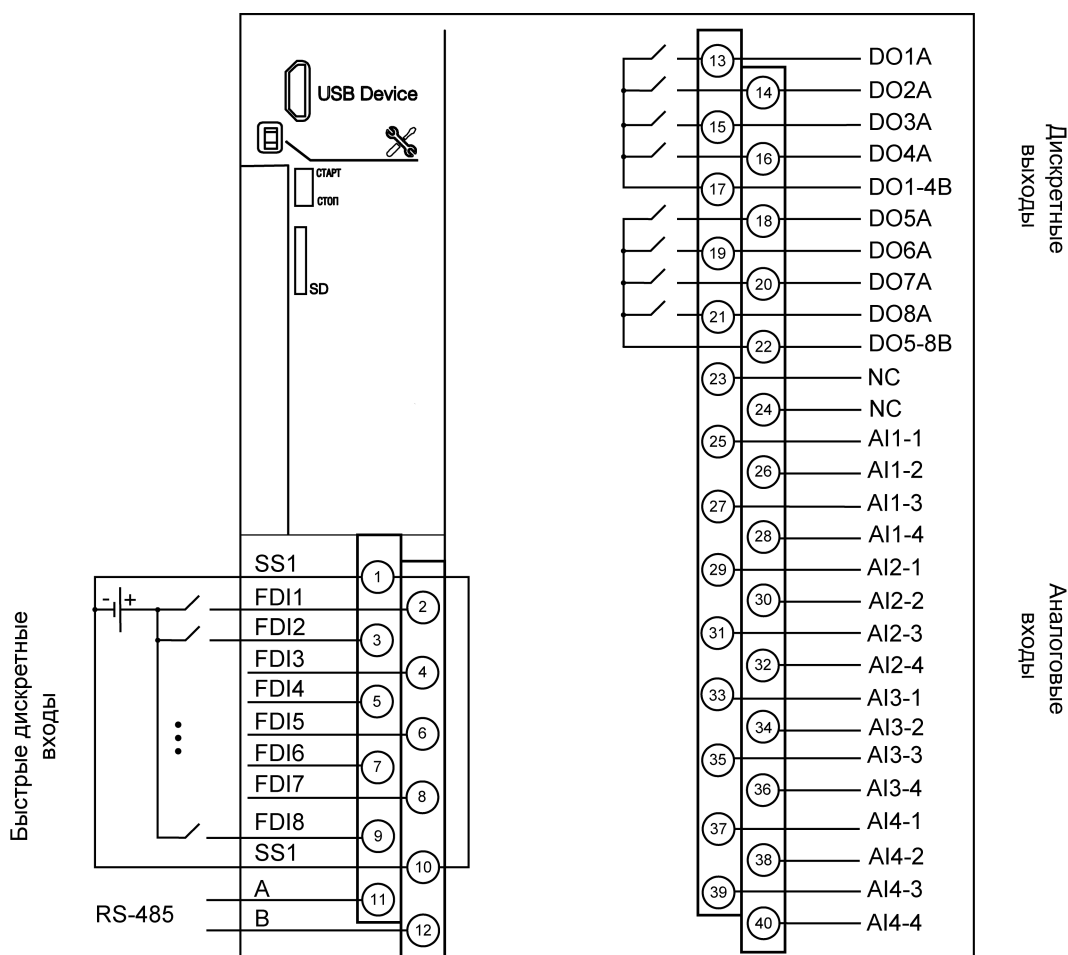 USB Device
СТАРТ
СТОП
SD
SS1
1
FDI1
2
FDI2
3
FDI3
4
FDI4
5
FDI5
6
FDI6
7
FDI7
8
FDI8
9
SS1
10
A
11
B
12
- +
Быстрые дискретные
входы
RS-485
13 DO1A
14 DO2A
15 DO3A
16 DO4A
17 DO1-4B
18 DO5A
19 DO6A
20 DO7A
21 DO8A
22 DO5-8B
23 NC
24 NC
25 AI1-1
26 AI1-2
27 AI1-3
28 AI1-4
29 AI2-1
30 AI2-2
31 AI2-3
32 AI2-4
33 AI3-1
34 AI3-2
35 AI3-3
36 AI3-4
37 AI4-1
38 AI4-2
39 AI4-3
40 AI4-4
Дискретные
выходы
Аналоговые
входы